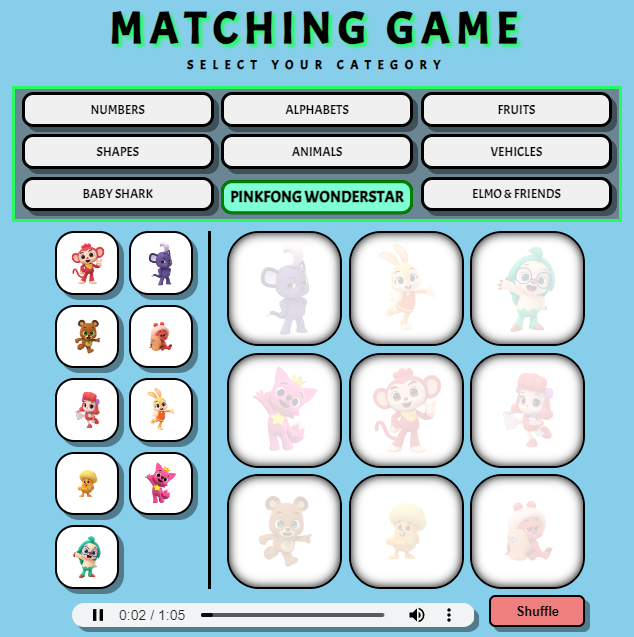 MATCHING GAME
SELECT YOUR CATEGORY
NUMBERS
ALPHABETS
FRUITS
SHAPES
ANIMALS
VEHICLES
BABY SHARK
PINKFONG WONDERSTAR
ELMO & FRIENDS
0:02 / 1:05
Shuffle